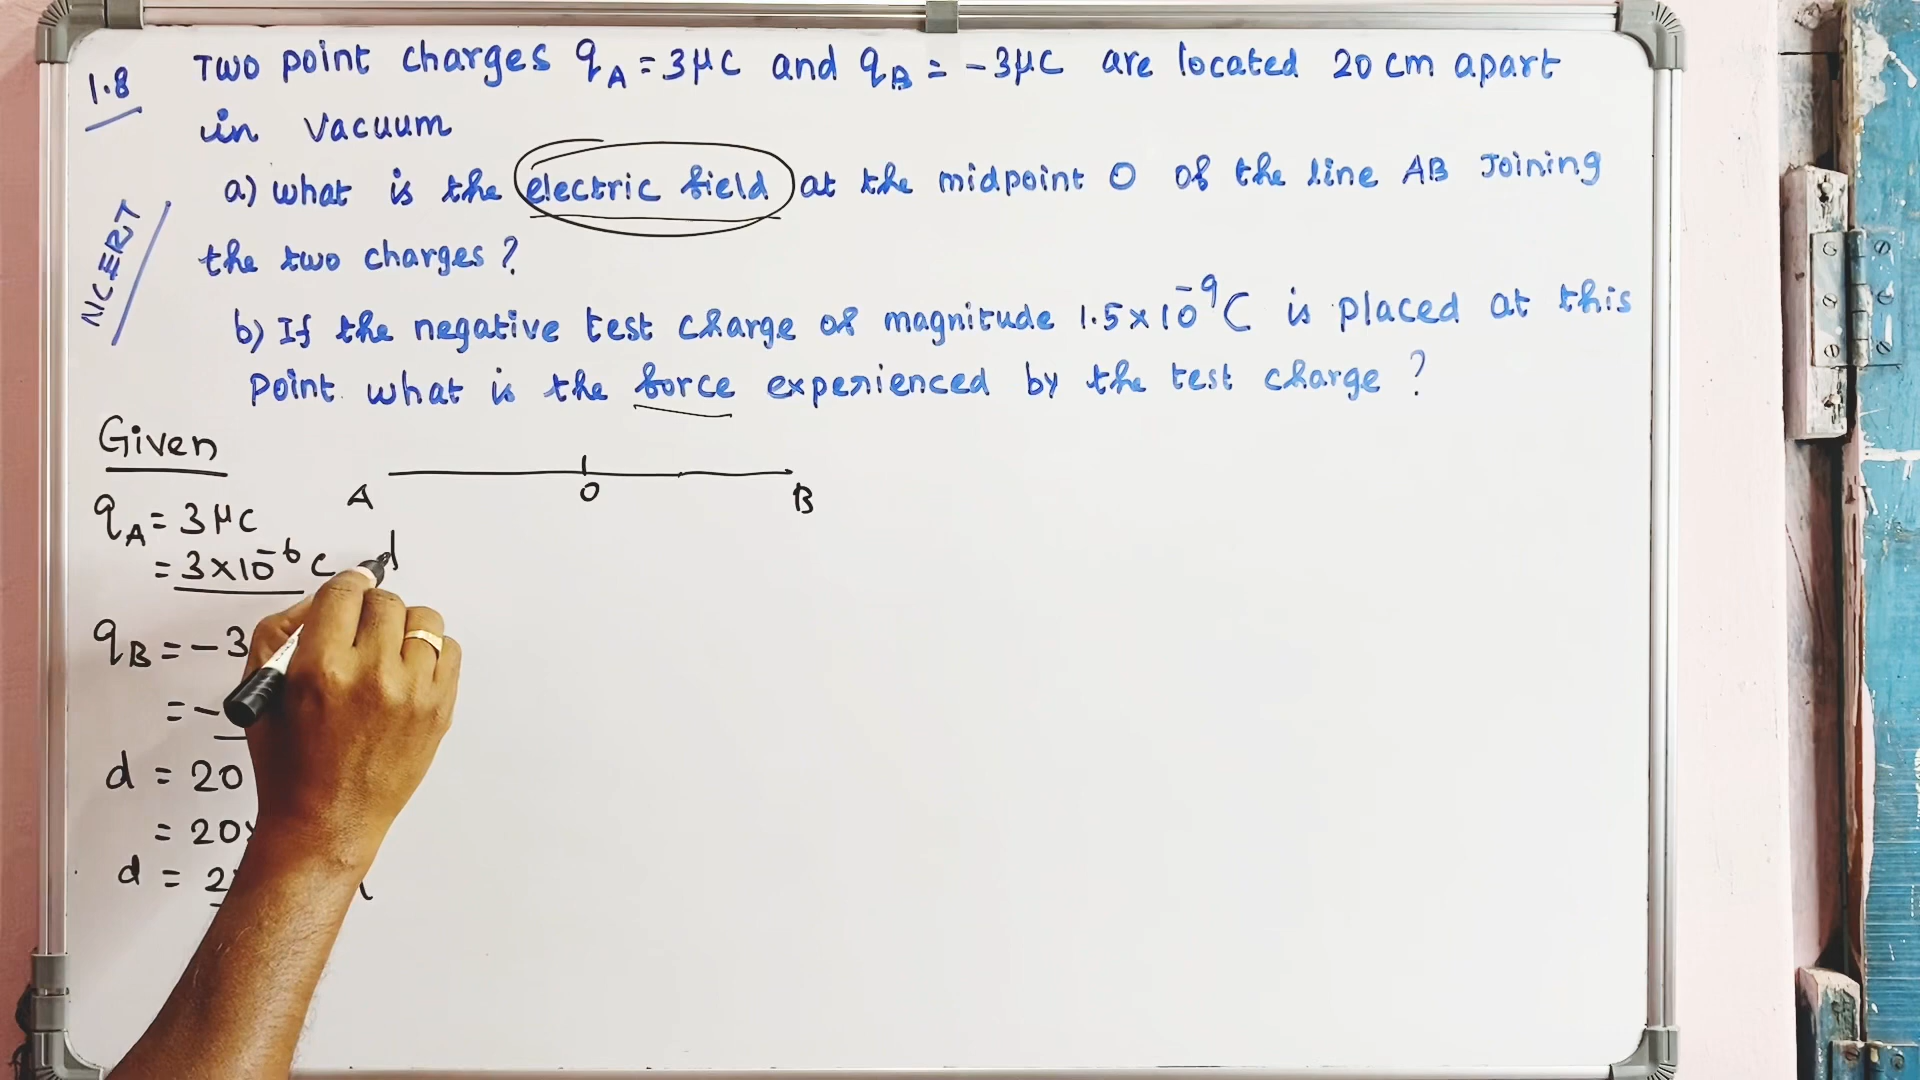 1.8
Two point charges qA = 3μC and qB = -3μC are located 20 cm apart
in vacuum
a) what is the electric field at the midpoint O of the line AB Joining
the two charges?
NCERT
b) If the negative test charge of magnitude 1.5×10⁻⁹C is placed at this
point what is the force experienced by the test charge?
Given
A O B
qA = 3μC
= 3×10⁻⁶ C
qB = -3
= -
d = 20
= 20×
d = 2